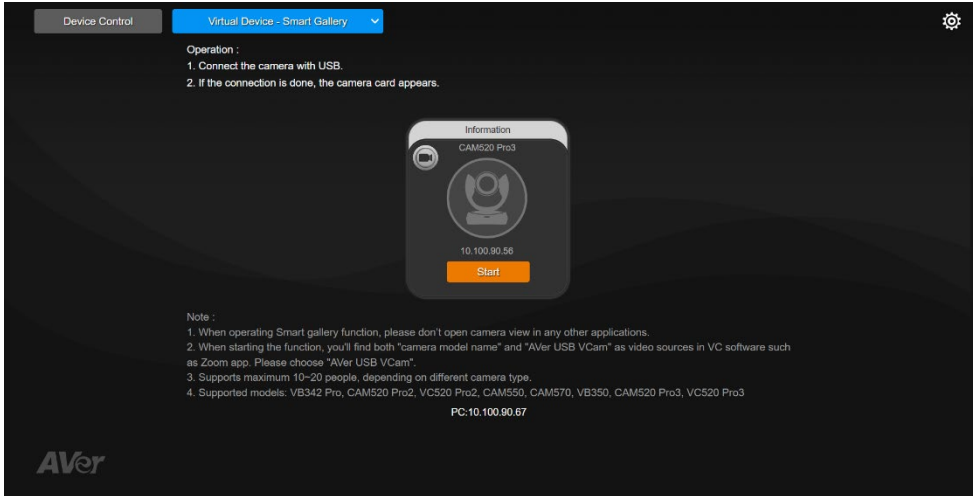 Device Control
Virtual Device - Smart Gallery
Operation :
1. Connect the camera with USB.
2. If the connection is done, the camera card appears.
Information
CAM520 Pro3
10.100.90.56
Start
Note :
1. When operating Smart gallery function, please don't open camera view in any other applications.
2. When starting the function, you'll find both "camera model name" and "AVer USB VCam" as video sources in VC software such
as Zoom app. Please choose "AVer USB VCam".
3. Supports maximum 10~20 people, depending on different camera type.
4. Supported models: VB342 Pro, CAM520 Pro2, VC520 Pro2, CAM550, CAM570, VB350, CAM520 Pro3, VC520 Pro3
PC:10.100.90.67
AVer